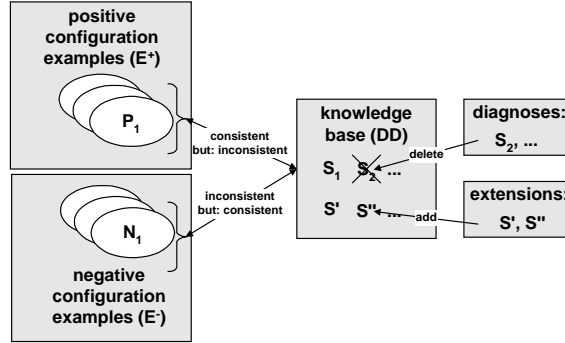 positive
configuration
examples (E⁺)
P₁
consistent
but: inconsistent
inconsistent
but: consistent
N₁
negative
configuration
examples (E⁻)
knowledge
base (DD)
S₁ S₂ ...
S' S'' ...
delete
add
diagnoses:
S₂, ...
extensions:
S', S''